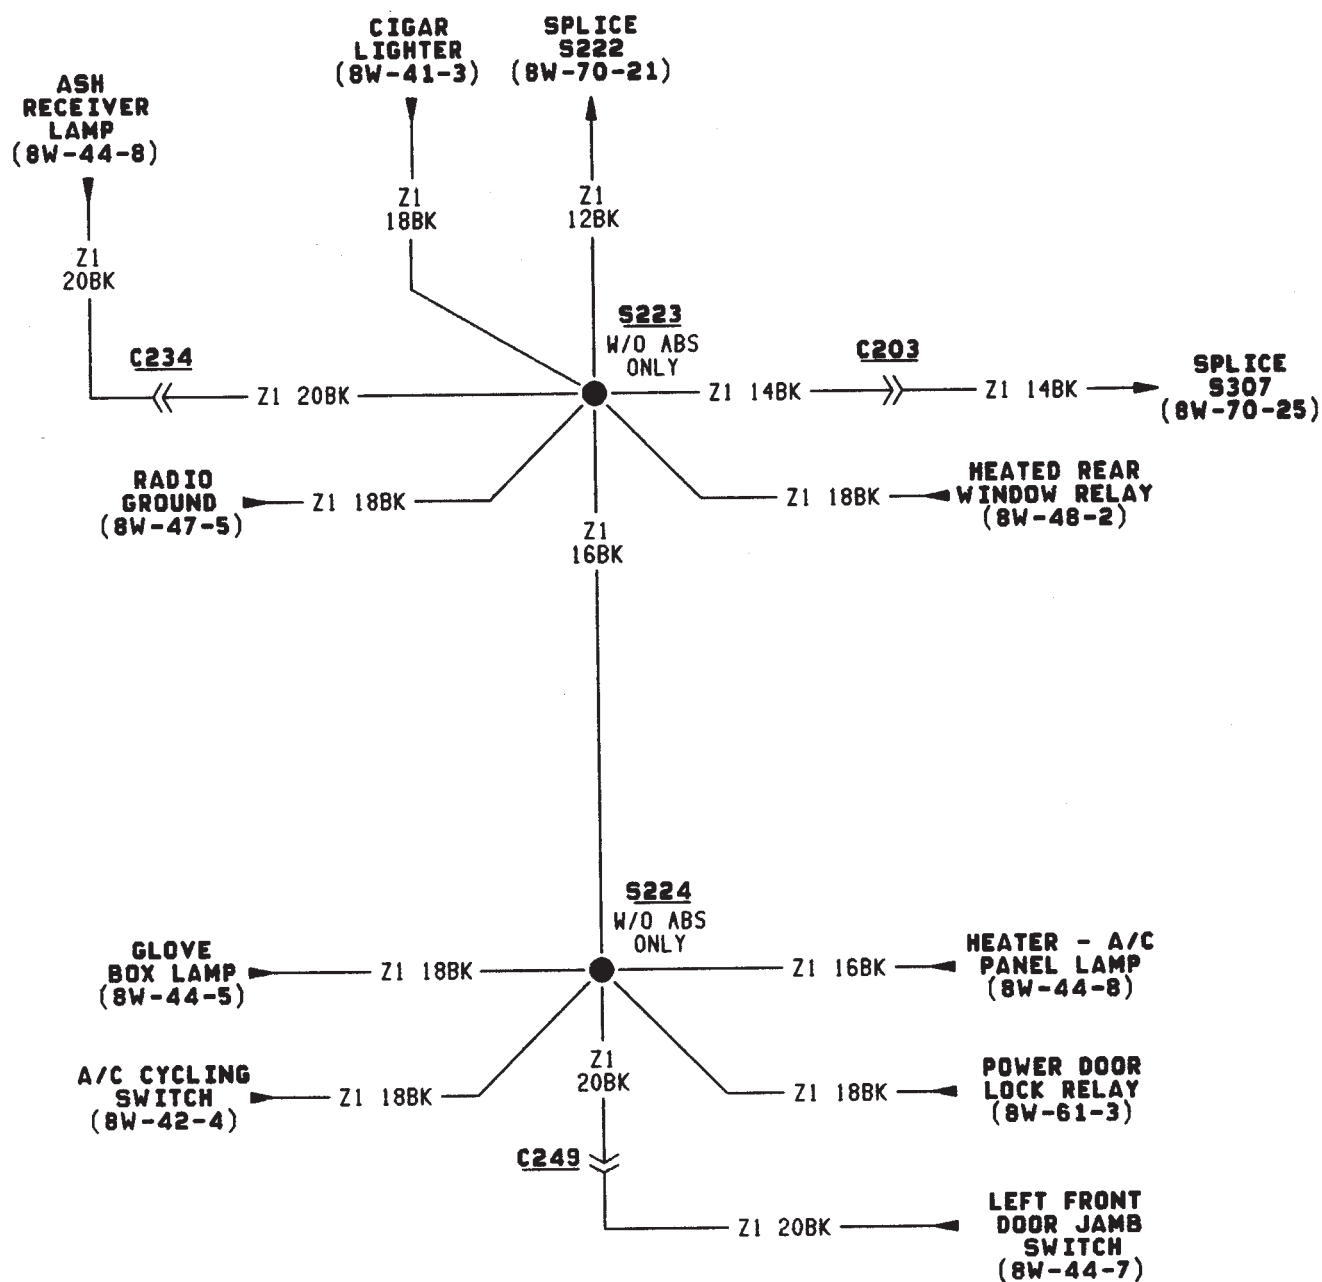 CIGAR
LIGHTER
(8W-41-3)
SPLICE
S222
(8W-70-21)
ASH
RECEIVER
LAMP
(8W-44-8)
Z1
18BK
Z1
12BK
Z1
20BK
S223
W/O ABS
ONLY
C234
C203
Z1 20BK
Z1 14BK
Z1 14BK
SPLICE
S307
(8W-70-25)
RADIO
GROUND
(8W-47-5)
Z1 18BK
Z1 18BK
HEATED REAR
WINDOW RELAY
(8W-48-2)
Z1
16BK
S224
W/O ABS
ONLY
GLOVE
BOX LAMP
(8W-44-5)
Z1 18BK
Z1 16BK
HEATER - A/C
PANEL LAMP
(8W-44-8)
A/C CYCLING
SWITCH
(8W-42-4)
Z1 18BK
Z1
20BK
Z1 18BK
POWER DOOR
LOCK RELAY
(8W-61-3)
C249
Z1 20BK
LEFT FRONT
DOOR JAMB
SWITCH
(8W-44-7)